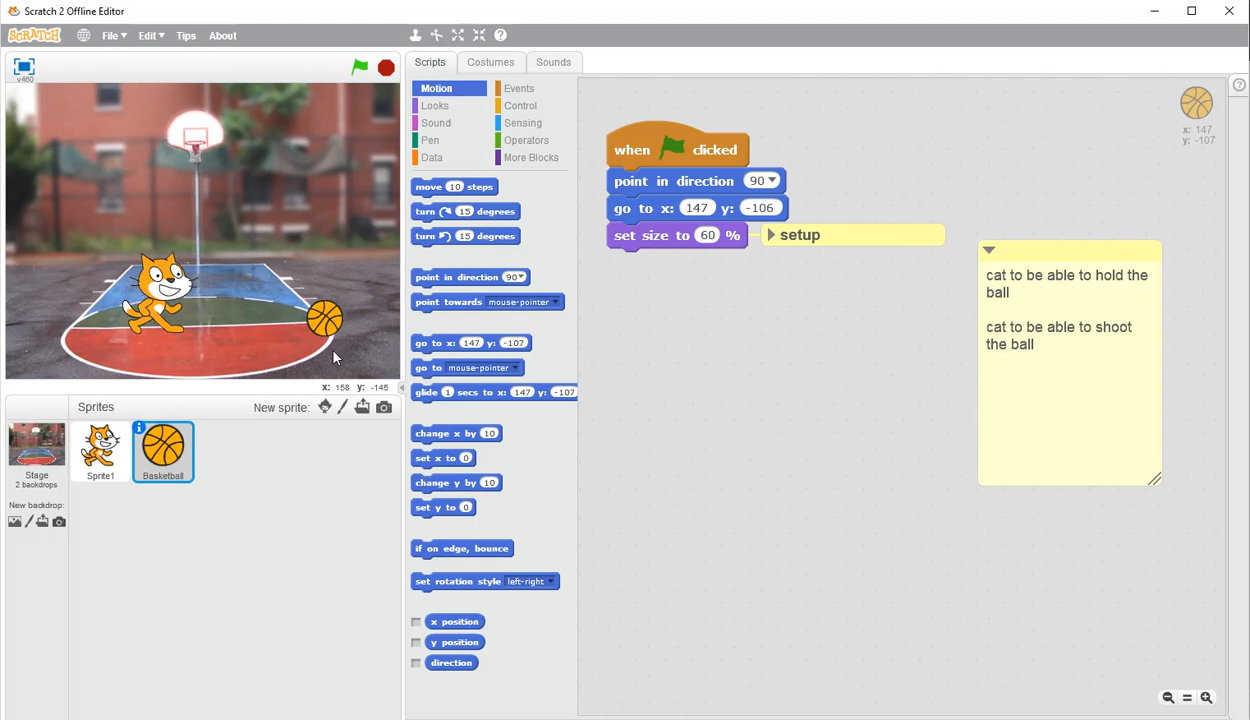 Scratch 2 Offline Editor
SCRATCH File Edit Tips About
v460
Scripts Costumes Sounds
Motion Events
Looks Control
Sound Sensing
Pen Operators
Data More Blocks
move 10 steps
turn 15 degrees
turn 15 degrees
point in direction 90
point towards mouse-pointer
go to x: 147 y: -107
go to mouse-pointer
glide 1 secs to x: 147 y: -107
change x by 10
set x to 0
change y by 10
set y to 0
if on edge, bounce
set rotation style left-right
x position
y position
direction
when clicked
point in direction 90
go to x: 147 y: -106
set size to 60 %
setup
cat to be able to hold the
ball
cat to be able to shoot
the ball
x: 147
y: -107
x: 158 y: -145
Sprites New sprite:
Stage
2 backdrops
New backdrop:
Sprite1
Basketball